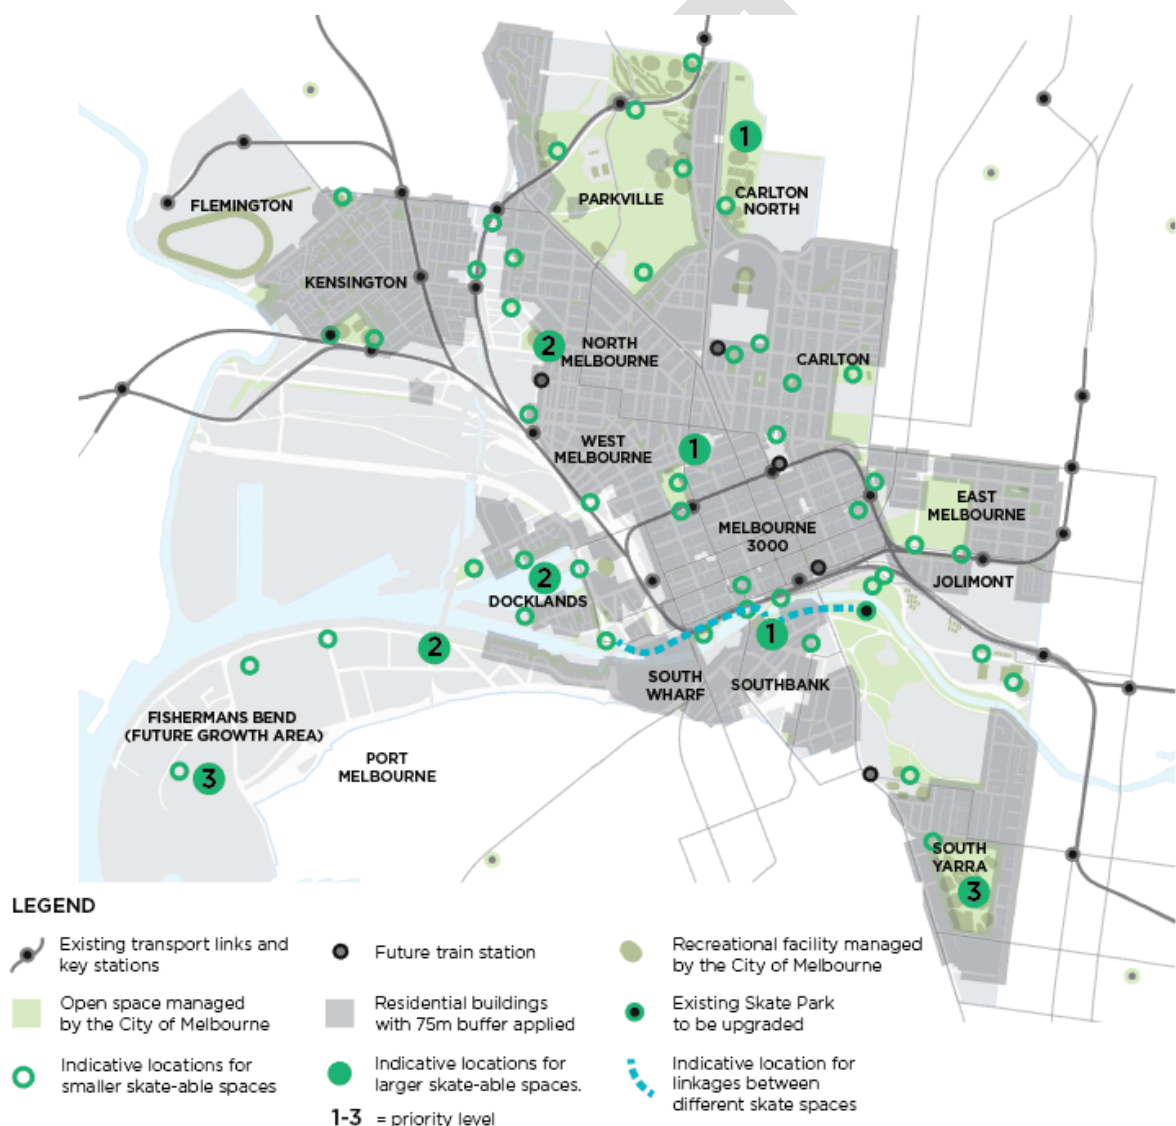 1
PARKVILLE
CARLTON
NORTH
FLEMINGTON
KENSINGTON
2
NORTH
MELBOURNE
CARLTON
WEST
MELBOURNE
1
EAST
MELBOURNE
MELBOURNE
3000
2
DOCKLANDS
JOLIMONT
2
1
SOUTH
WHARF
SOUTHBANK
FISHERMANS BEND
(FUTURE GROWTH AREA)
3
PORT
MELBOURNE
SOUTH
YARRA
3
LEGEND
Existing transport links and
key stations
Future train station
Recreational facility managed
by the City of Melbourne
Open space managed
by the City of Melbourne
Residential buildings
with 75m buffer applied
Existing Skate Park
to be upgraded
Indicative locations for
smaller skate-able spaces
Indicative locations for
larger skate-able spaces.
1-3 = priority level
Indicative location for
linkages between
different skate spaces